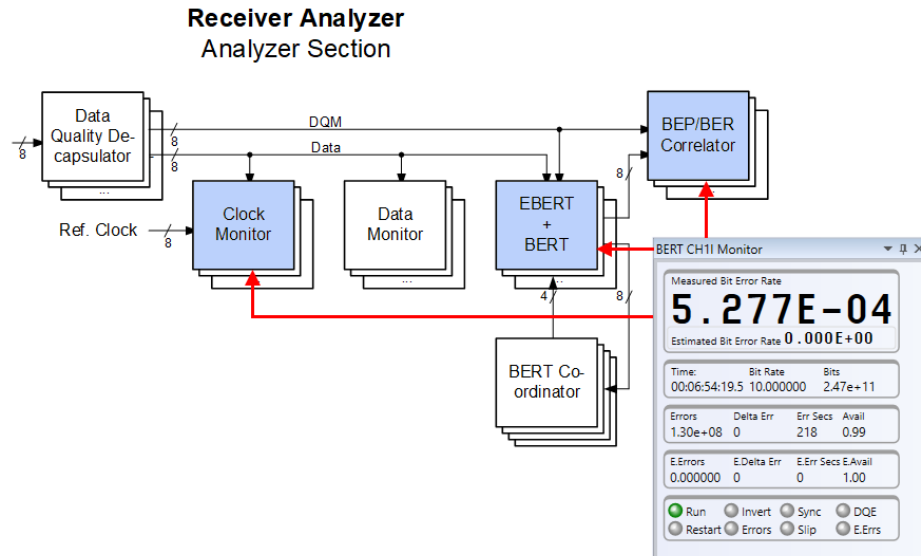 Receiver Analyzer
Analyzer Section
Data
Quality De-
capsulator
...
8
DQM
8
Data
8
BEP/BER
Correlator
...
Ref. Clock
8
Clock
Monitor
...
Data
Monitor
...
EBERT
+
BERT
...
8
4
8
BERT Co-
ordinator
BERT CH1I Monitor
Measured Bit Error Rate
5.277E-04
Estimated Bit Error Rate 0.000E+00
Time: Bit Rate Bits
00:06:54:19.5 10.000000 2.47e+11
Errors Delta Err Err Secs Avail
1.30e+08 0 218 0.99
E.Errors E.Delta Err E.Err Secs E.Avail
0.000000 0 0 1.00
Run Invert Sync DQE
Restart Errors Slip E.Errs